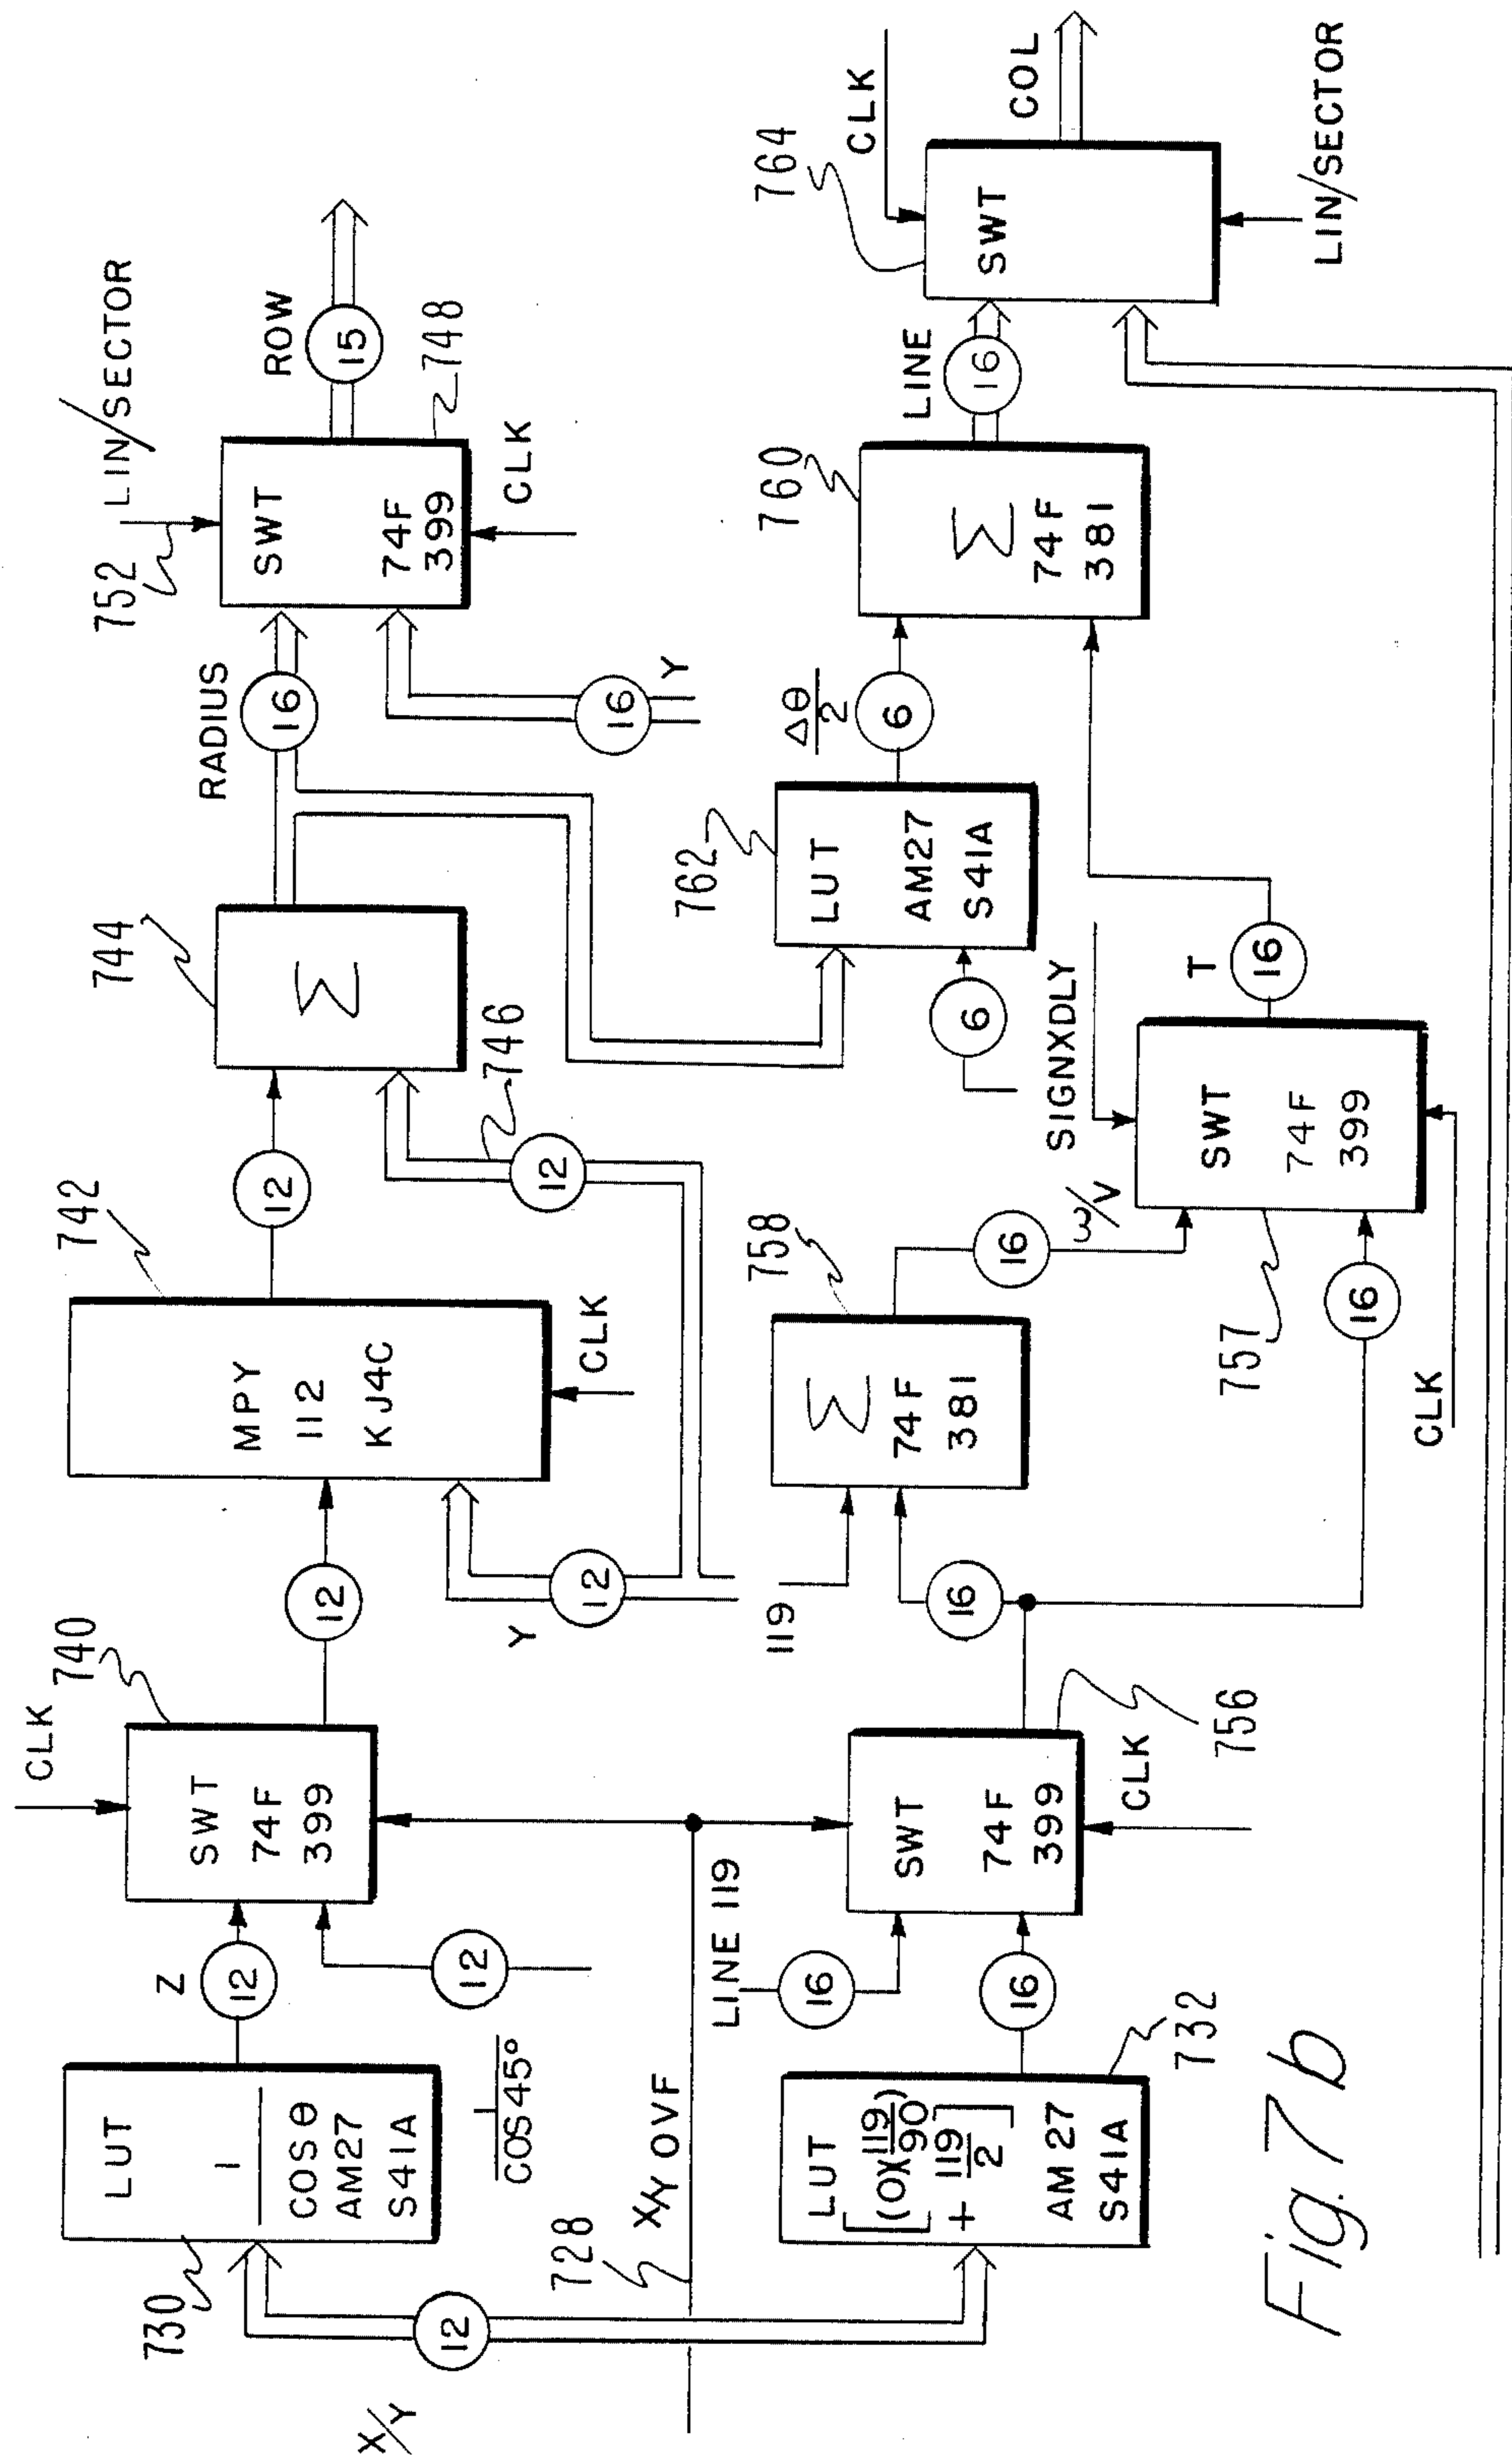 X/Y
12
730
LUT
1
COS θ
AM27
S41A
1
COS 45°
Z
12
12
CLK
740
SWT
74F
399
12
Y
12
742
MPY
112
KJ4C
CLK
12
746
12
744
Σ
RADIUS
16
16
Y
752
LIN/SECTOR
SWT
74F
399
748
CLK
ROW
15
728
X/Y OVF
732
LUT
[(0)(119/90)
+ 119/2]
AM27
S41A
16
LINE 119
16
SWT
74F
399
CLK
756
16
119
758
Σ
74F
381
16
ω/V
16
757
CLK
SIGNXDLY
SWT
74F
399
T
16
762
LUT
AM27
S41A
6
Δθ
2
6
760
Σ
74F
381
LINE
16
764
SWT
CLK
COL
LIN/SECTOR
Fig. 7b